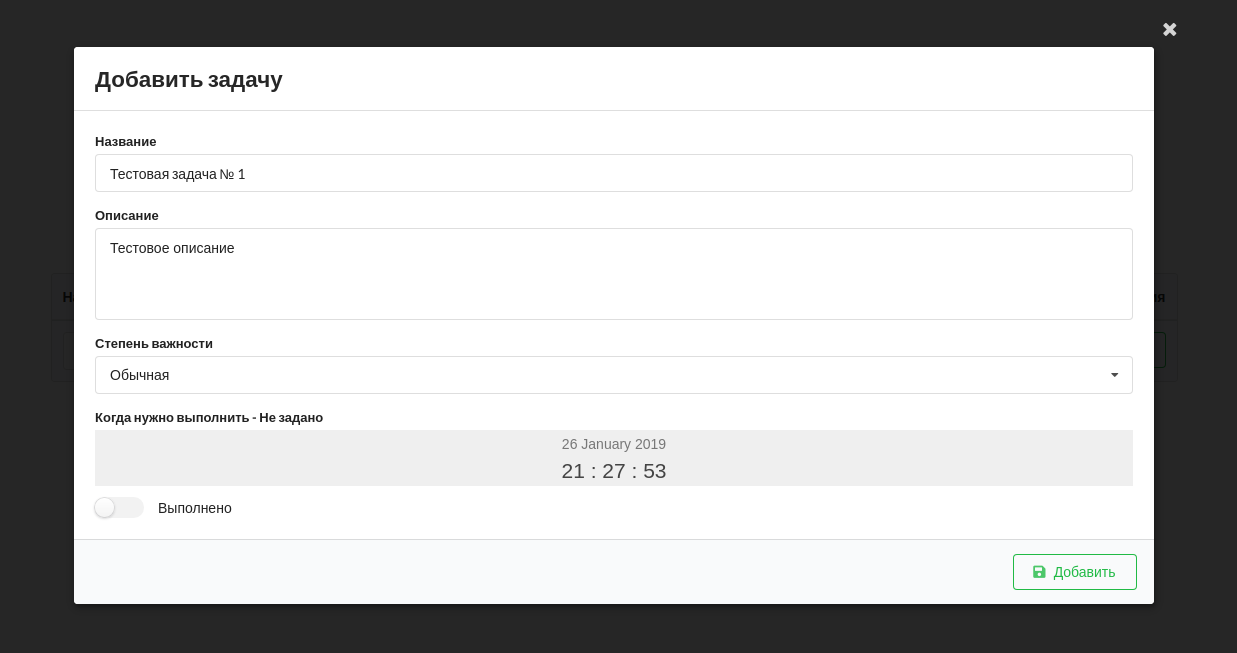 Добавить задачу
Название
Тестовая задача № 1
Описание
Тестовое описание
Степень важности
Обычная
Когда нужно выполнить - Не задано
26 January 2019
21 : 27 : 53
Выполнено
Добавить